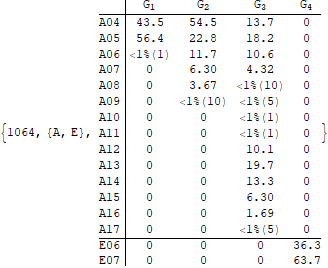 G₁ G₂ G₃ G₄
A04 43.5 54.5 13.7 0
A05 56.4 22.8 18.2 0
A06 <1%(1) 11.7 10.6 0
A07 0 6.30 4.32 0
A08 0 3.67 <1%(10) 0
A09 0 <1%(10) <1%(5) 0
A10 0 0 <1%(1) 0
{1064, {A, E}, A11 0 0 <1%(1) 0 }
A12 0 0 10.1 0
A13 0 0 19.7 0
A14 0 0 13.3 0
A15 0 0 6.30 0
A16 0 0 1.69 0
A17 0 0 <1%(5) 0
E06 0 0 0 36.3
E07 0 0 0 63.7